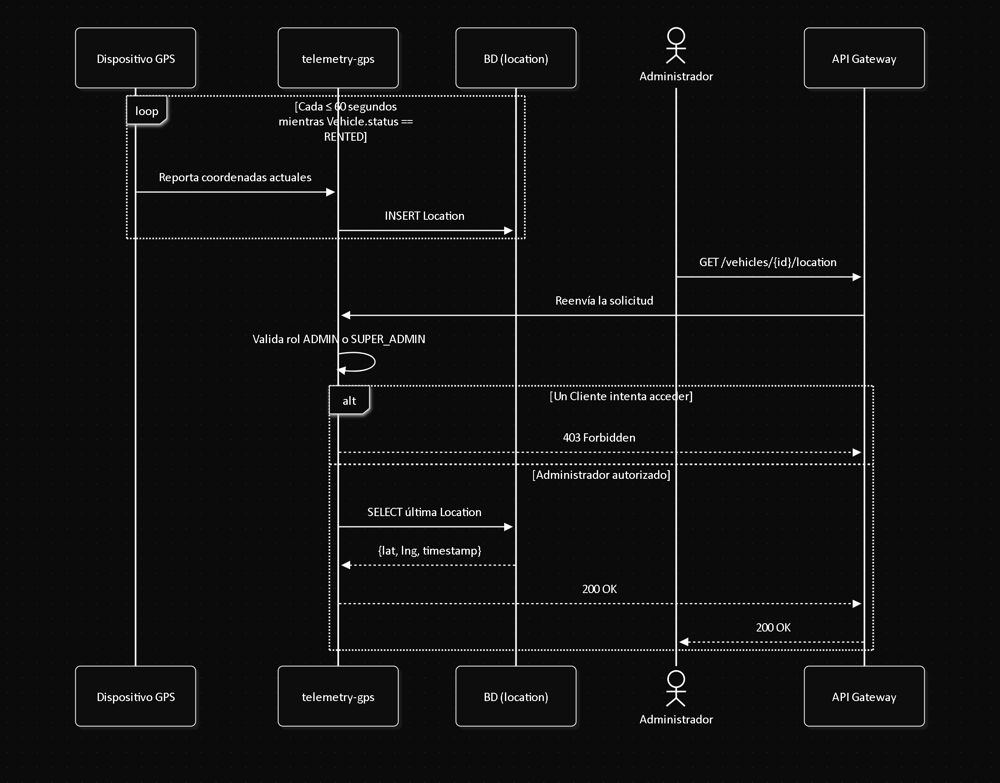 Dispositivo GPS
telemetry-gps
BD (location)
Administrador
API Gateway
loop
[Cada ≤ 60 segundos
mientras Vehicle.status ==
RENTED]
Reporta coordenadas actuales
INSERT Location
GET /vehicles/{id}/location
Reenvía la solicitud
Valida rol ADMIN o SUPER_ADMIN
alt
[Un Cliente intenta acceder]
403 Forbidden
[Administrador autorizado]
SELECT última Location
{lat, lng, timestamp}
200 OK
200 OK
Dispositivo GPS
telemetry-gps
BD (location)
Administrador
API Gateway